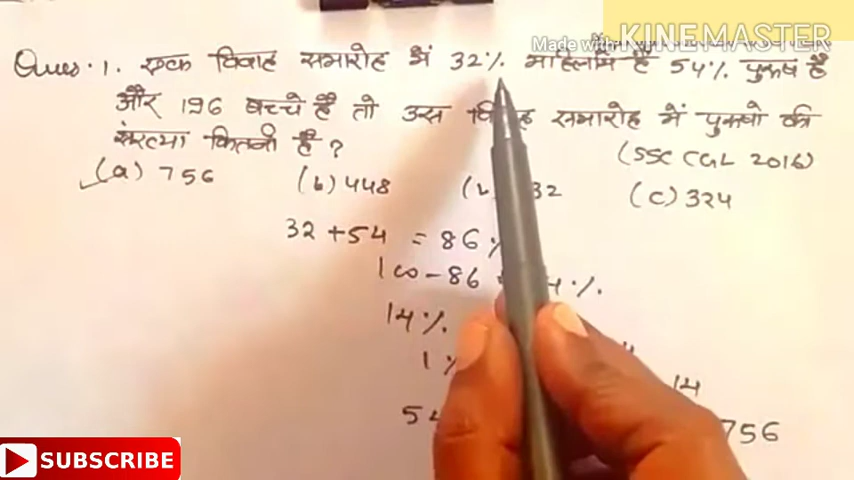 Made with KINEMASTER
Ques. 1. एक विवाह समारोह में 32% महिलायें हैं 54% पुरुष हैं
और 196 बच्चे हैं तो उस समारोह में पुरुषों की
संख्या कितनी है?
(SSC CGL 2016)
(a) 756 (b) 448 32 (c) 324
32 + 54 = 86 %
100 - 86 %
14%
1 %
14
54 756
SUBSCRIBE